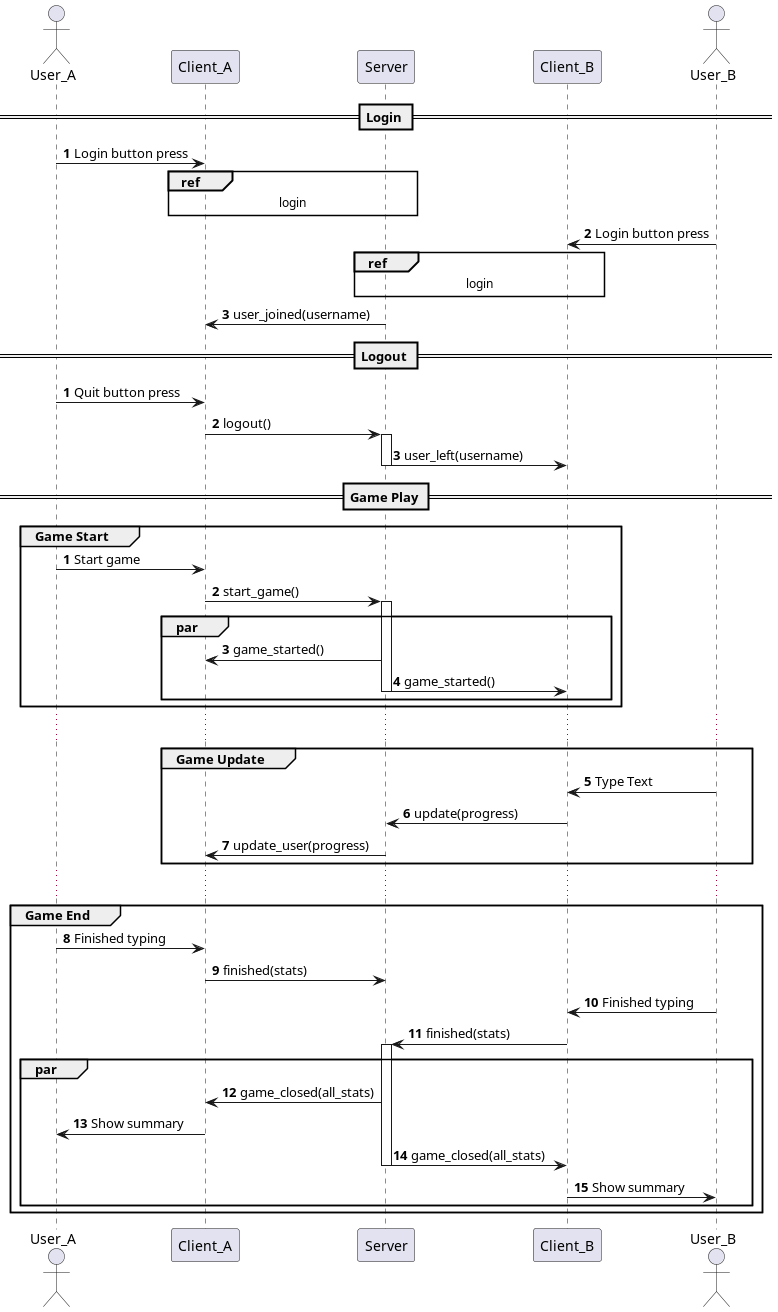 User_A
Client_A
Server
Client_B
User_B
Login
1 Login button press
ref
login
2 Login button press
ref
login
3 user_joined(username)
Logout
1 Quit button press
2 logout()
3 user_left(username)
Game Play
Game Start
1 Start game
2 start_game()
par
3 game_started()
4 game_started()
Game Update
5 Type Text
6 update(progress)
7 update_user(progress)
Game End
8 Finished typing
9 finished(stats)
10 Finished typing
11 finished(stats)
par
12 game_closed(all_stats)
13 Show summary
14 game_closed(all_stats)
15 Show summary
User_A
Client_A
Server
Client_B
User_B